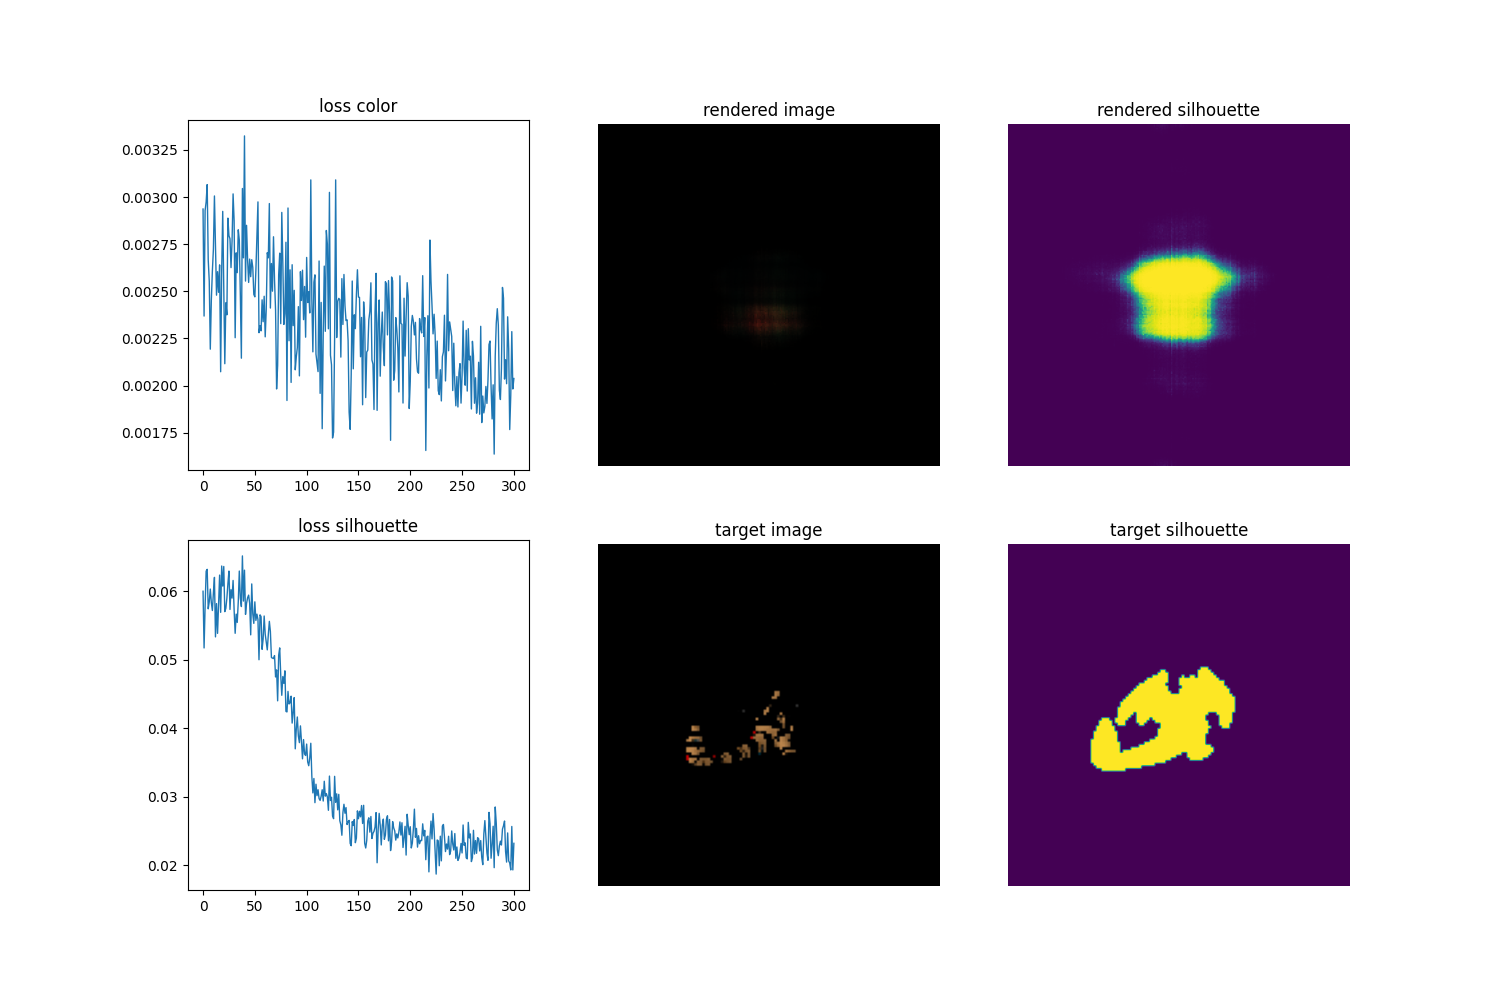 loss color
0.00325
0.00300
0.00275
0.00250
0.00225
0.00200
0.00175
0 50 100 150 200 250 300
rendered image
rendered silhouette
loss silhouette
0.06
0.05
0.04
0.03
0.02
0 50 100 150 200 250 300
target image
target silhouette